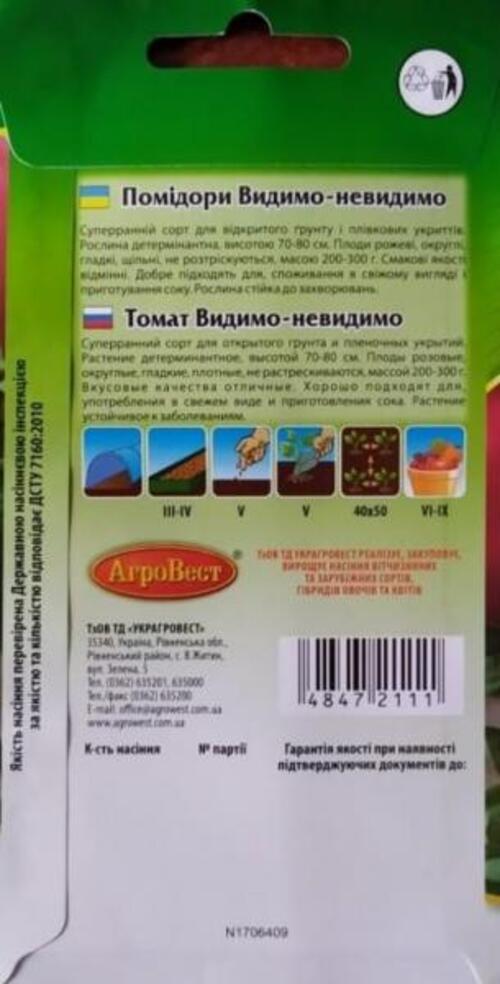 Помідори Видимо-невидимо
Суперранній сорт для відкритого ґрунту і плівкових укриттів.
Рослина детермінантна, висотою 70-80 см. Плоди рожеві, округлі,
гладкі, щільні, не розтріскуються, масою 200-300 г. Смакові якості
відмінні. Добре підходять для, споживання в свіжому вигляді і
приготування соку. Рослина стійка до захворювань.
Томат Видимо-невидимо
Суперранний сорт для открытого грунта и пленочных укрытий.
Растение детерминантное, высотой 70-80 см. Плоды розовые,
округлые, гладкие, плотные, не растрескиваются, массой 200-300 г.
Вкусовые качества отличные. Хорошо подходят для,
употребления в свежем виде и приготовления сока. Растение
устойчивое к заболеваниям.
III-IV V V 40х50 VI-IX
АгроВест®
ТзОВ ТД УКРАГРОВЕСТ РЕАЛІЗУЄ, ЗАКУПОВУЄ,
ВИРОЩУЄ НАСІННЯ ВІТЧИЗНЯНИХ
ТА ЗАРУБІЖНИХ СОРТІВ,
ГІБРИДІВ ОВОЧІВ ТА КВІТІВ
ТзОВ ТД «УКРАГРОВЕСТ»
35340, Україна, Рівненська обл.,
Рівненський район, с. В.Житин,
вул. Зелена, 5
Тел. (0362) 635201, 635000
Тел./факс (0362) 635200
E-mail: office@agrowest.com.ua
www.agrowest.com.ua
48472111
К-сть насіння № партії Гарантія якості при наявності
підтверджуючих документів до:
N1706409
Якість насіння перевірена Державною насіннєвою інспекцією
за якістю та кількістю відповідає ДСТУ 7160:2010